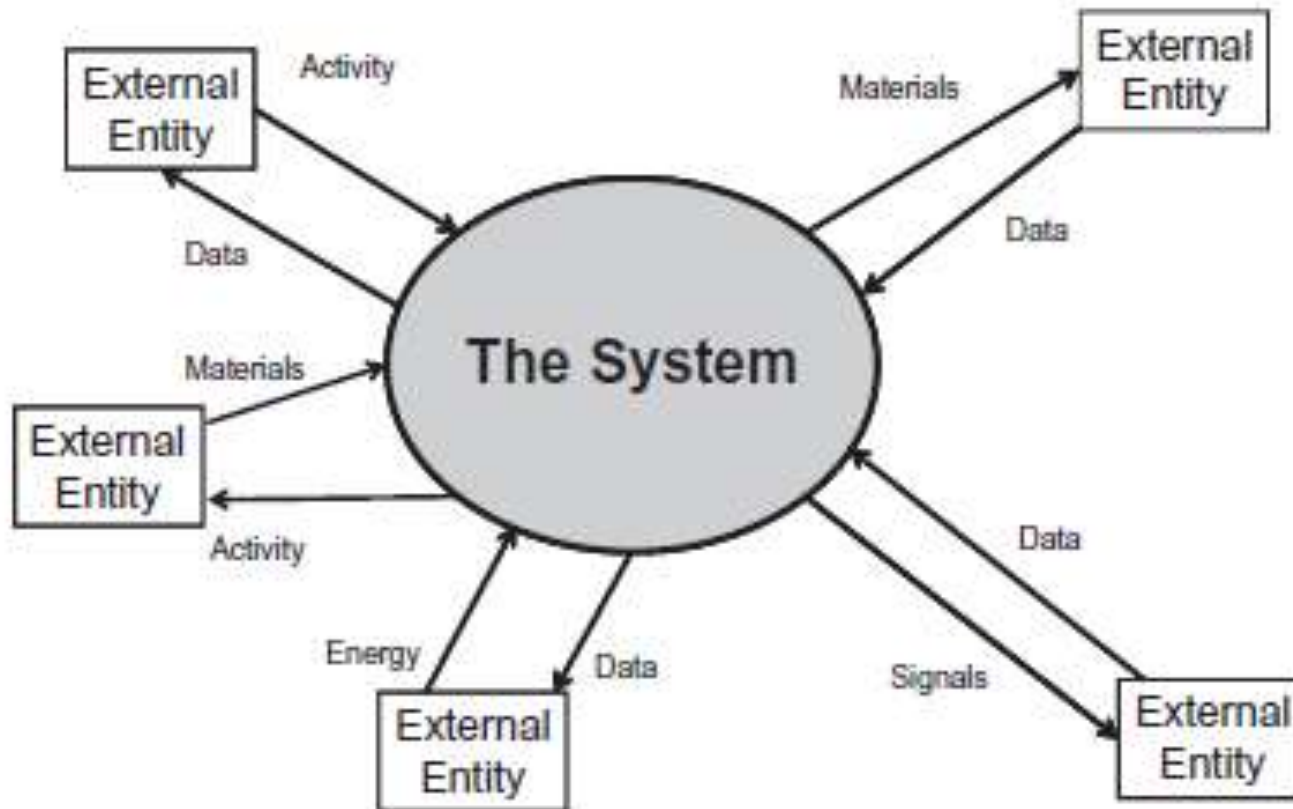 External
Entity
Activity
Data
External
Entity
Materials
Data
The System
Materials
External
Entity
Activity
Energy
Data
External
Entity
Data
Signals
External
Entity